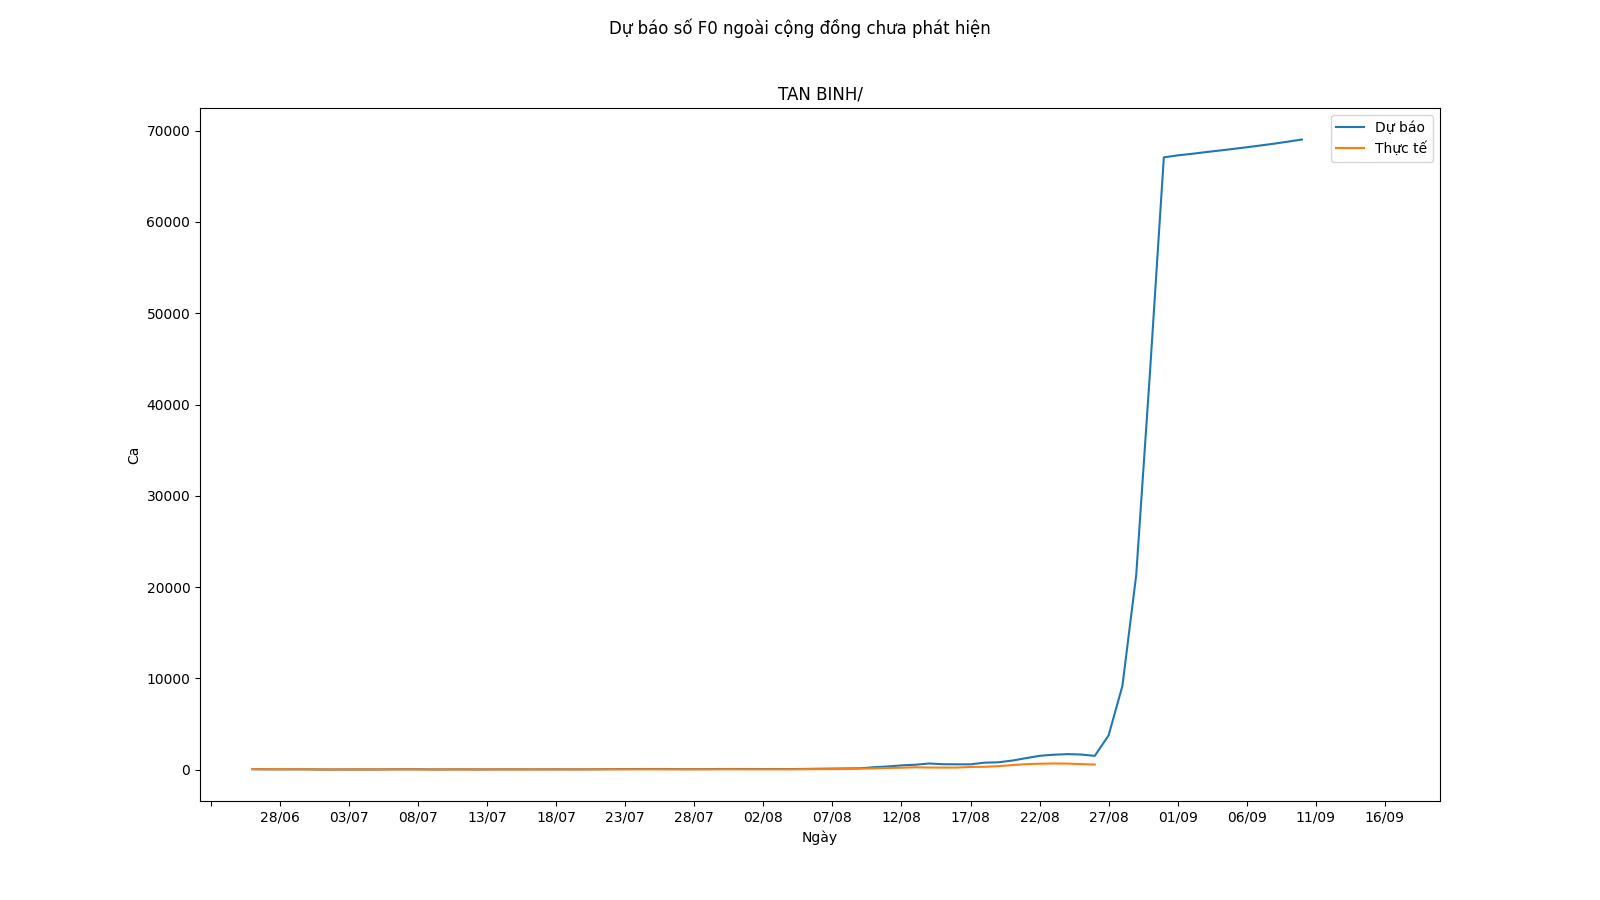 Dự báo số F0 ngoài cộng đồng chưa phát hiện
TAN BINH/
Dự báo
Thực tế
70000
60000
50000
40000
30000
20000
10000
0
Ca
28/06 03/07 08/07 13/07 18/07 23/07 28/07 02/08 07/08 12/08 17/08 22/08 27/08 01/09 06/09 11/09 16/09
Ngày